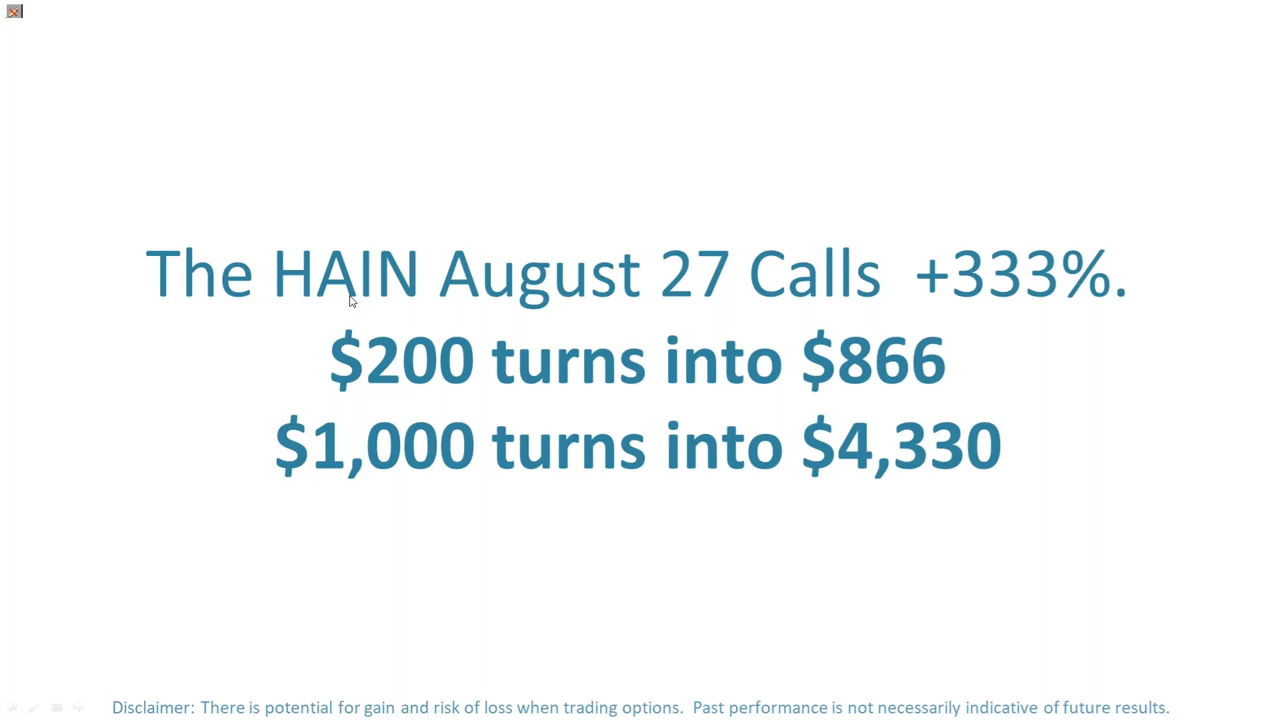 The HAIN August 27 Calls +333%.
$200 turns into $866
$1,000 turns into $4,330
Disclaimer: There is potential for gain and risk of loss when trading options. Past performance is not necessarily indicative of future results.